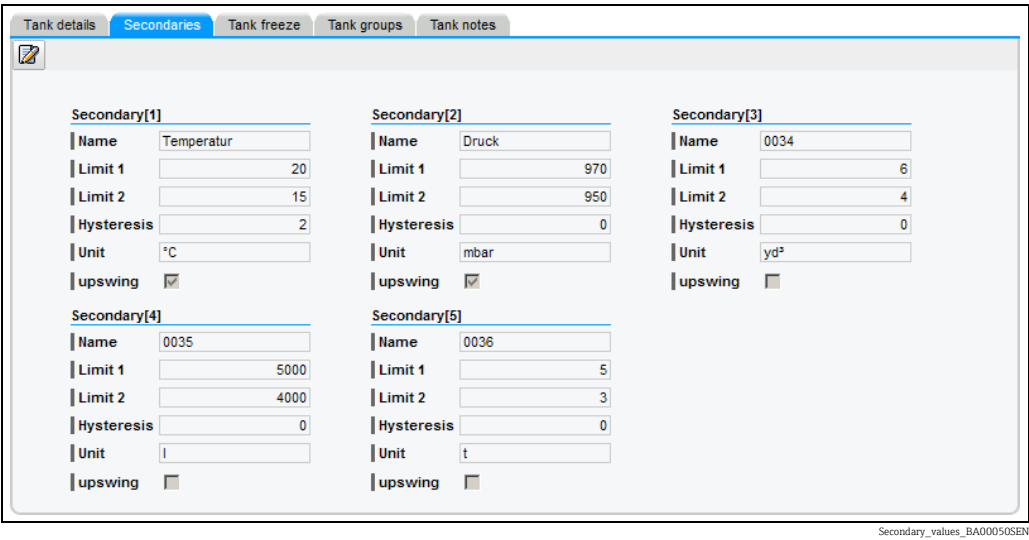 Tank details Secondaries Tank freeze Tank groups Tank notes
Secondary[1] Secondary[2] Secondary[3]
Name Temperatur Name Druck Name 0034
Limit 1 20 Limit 1 970 Limit 1 6
Limit 2 15 Limit 2 950 Limit 2 4
Hysteresis 2 Hysteresis 0 Hysteresis 0
Unit °C Unit mbar Unit yd³
upswing upswing upswing
Secondary[4] Secondary[5]
Name 0035 Name 0036
Limit 1 5000 Limit 1 5
Limit 2 4000 Limit 2 3
Hysteresis 0 Hysteresis 0
Unit l Unit t
upswing upswing
Secondary_values_BA00050SEN